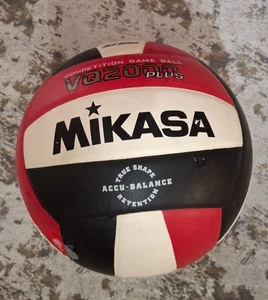 COMPETITION GAME BALL
VQ2000
PLUS
MIKASA
TRUE SHAPE
ACCU-BALANCE
RETENTION